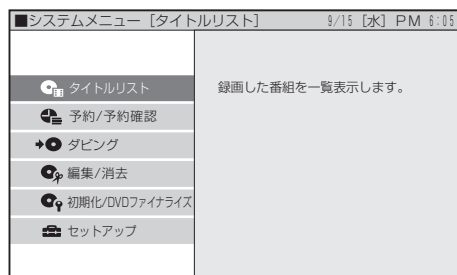 ■システムメニュー［タイトルリスト］ 9/15［水］PM 6:05
タイトルリスト
録画した番組を一覧表示します。
予約/予約確認
ダビング
編集/消去
初期化/DVDファイナライズ
セットアップ